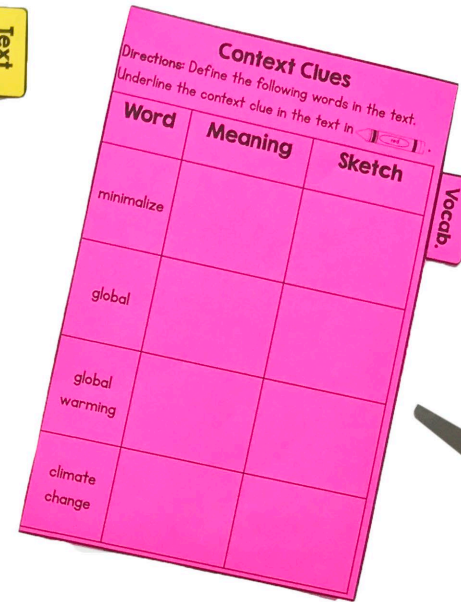 Text
Context Clues
Directions: Define the following words in the text.
Underline the context clue in the text in red .
Word
Meaning
Sketch
Vocab.
minimalize
global
global
warming
climate
change